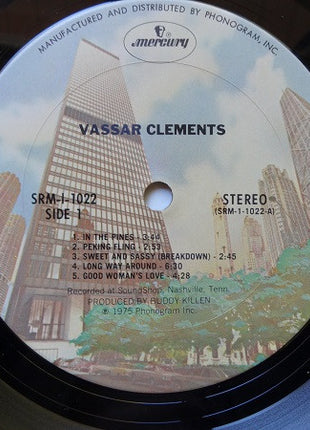 MANUFACTURED AND DISTRIBUTED BY PHONOGRAM, INC.
mercury
VASSAR CLEMENTS
SRM-1-1022
SIDE 1
STEREO
(SRM-1-1022-A)
1. IN THE PINES - 3:44
2. PEKING FLING - 2:53
3. SWEET AND SASSY (BREAKDOWN) - 2:45
4. LONG WAY AROUND - 6:30
5. GOOD WOMAN'S LOVE - 4:28
Recorded at SoundShop, Nashville, Tenn.
PRODUCED BY BUDDY KILLEN
℗ 1975 Phonogram Inc.